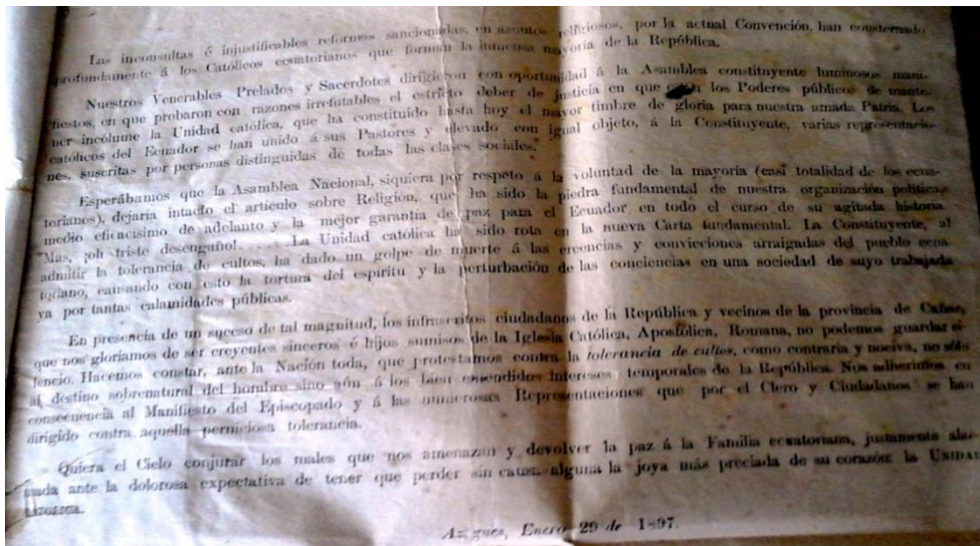 Las inconsultas é injustificables reformas sancionadas, en asuntos religiosos, por la actual Convención, han consternado
profundamente á los Católicos ecuatorianos que forman la inmensa mayoría de la República.
Nuestros Venerables Prelados y Sacerdotes dirigieron con oportunidad á la Asamblea constituyente luminosos mani-
fiestos, en que probaron con razones irrefutables el estricto deber de justicia en que los Poderes públicos de mante-
ner incólume la Unidad católica, que ha constituido hasta hoy el mayor timbre de gloria para nuestra amada Patria. Los
católicos del Ecuador se han unido á sus Pastores y elevado con igual objeto, á la Constituyente, varias representacio-
nes, suscritas por personas distinguidas de todas las clases sociales.
Esperábamos que la Asamblea Nacional, siquiera por respeto á la voluntad de la mayoría (casi totalidad de los ecua-
torianos), dejaría intacto el artículo sobre Religion, que ha sido la piedra fundamental de nuestra organización política,
medio eficacísimo de adelanto y la mejor garantía de paz para el Ecuador en todo el curso de su agitada historia.
Mas, ¡oh triste desengaño!...... La Unidad católica ha sido rota en la nueva Carta fundamental. La Constituyente, al
admitir la tolerancia de cultos, ha dado un golpe de muerte á las creencias y convicciones arraigadas del pueblo ecua-
toriano, causando con esto la tortura del espíritu y la perturbación de las conciencias en una sociedad de suyo trabajada
ya por tantas calamidades públicas.
En presencia de un suceso de tal magnitud, los infrascritos ciudadanos de la República y vecinos de la provincia de Cañar,
que nos gloriamos de ser creyentes sinceros é hijos sumisos de la Iglesia Católica, Apostólica, Romana, no podemos guardar si-
lencio. Hacemos constar, ante la Nación toda, que protestamos contra la tolerancia de cultos, como contraria y nociva, no sólo
al destino sobrenatural del hombre sino aún á los bien entendidos intereses temporales de la República. Nos adherimos en
consecuencia al Manifiesto del Episcopado y á las numerosas Representaciones que por el Clero y Ciudadanos se han
dirigido contra aquella perniciosa tolerancia.
Quiera el Cielo conjurar los males que nos amenazan y devolver la paz á la Familia ecuatoriana, justamente alar-
mada ante la dolorosa expectativa de tener que perder sin causa alguna la joya más preciada de su corazón: la UNIDAD
CATÓLICA.
Azogues, Enero 29 de 1897.